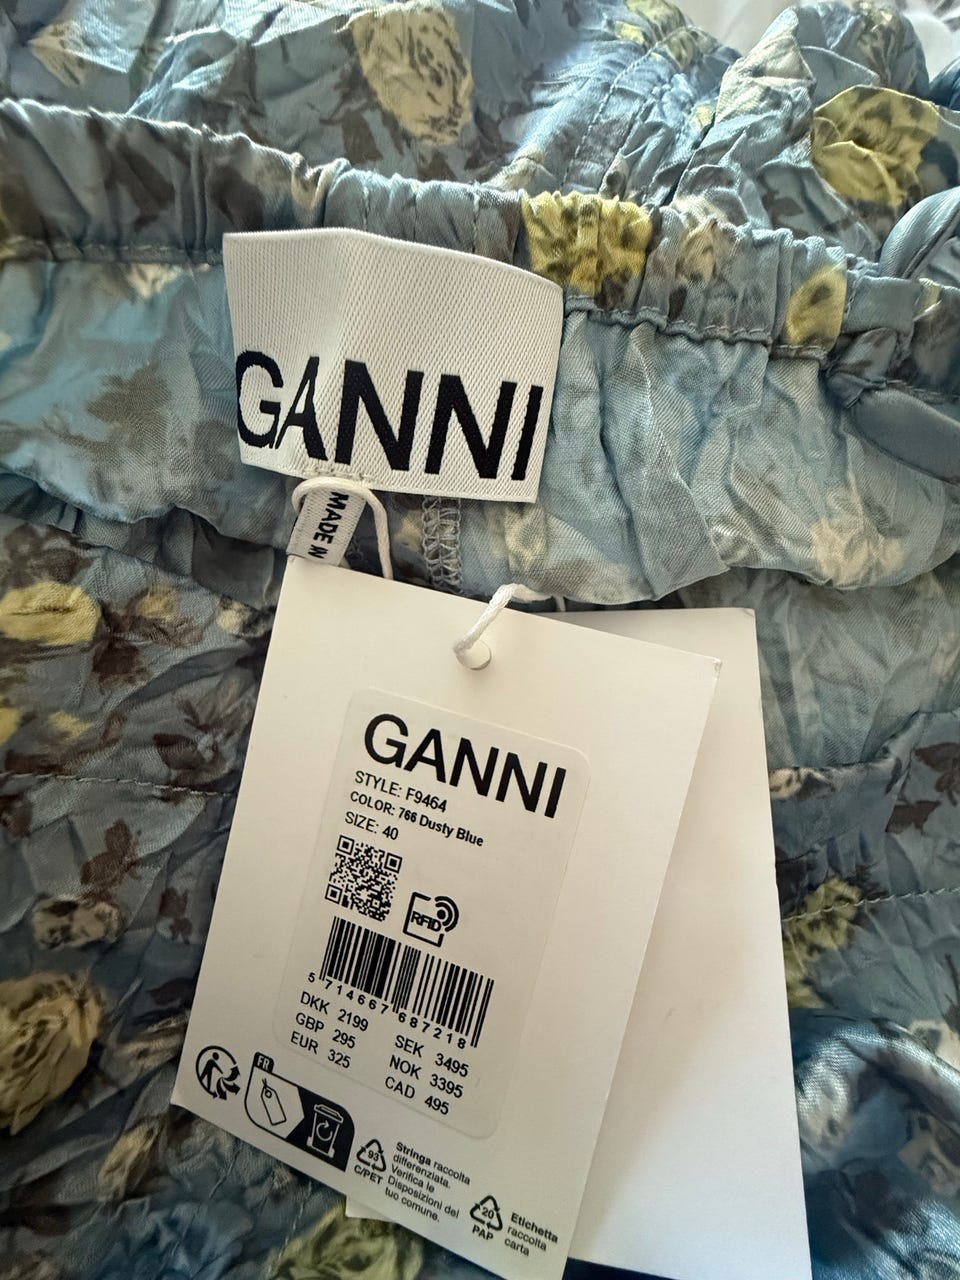 GANNI
MADE IN
GANNI
STYLE: F9464
COLOR: 766 Dusty Blue
SIZE: 40
RFID
5 714667 687218
DKK 2199
GBP 295
EUR 325
SEK 3495
NOK 3395
CAD 495
FR
93
C/PET
Stringa raccolta
differenziata.
Verifica le
Disposizioni del
tuo comune.
20
PAP
Etichetta
raccolta
carta